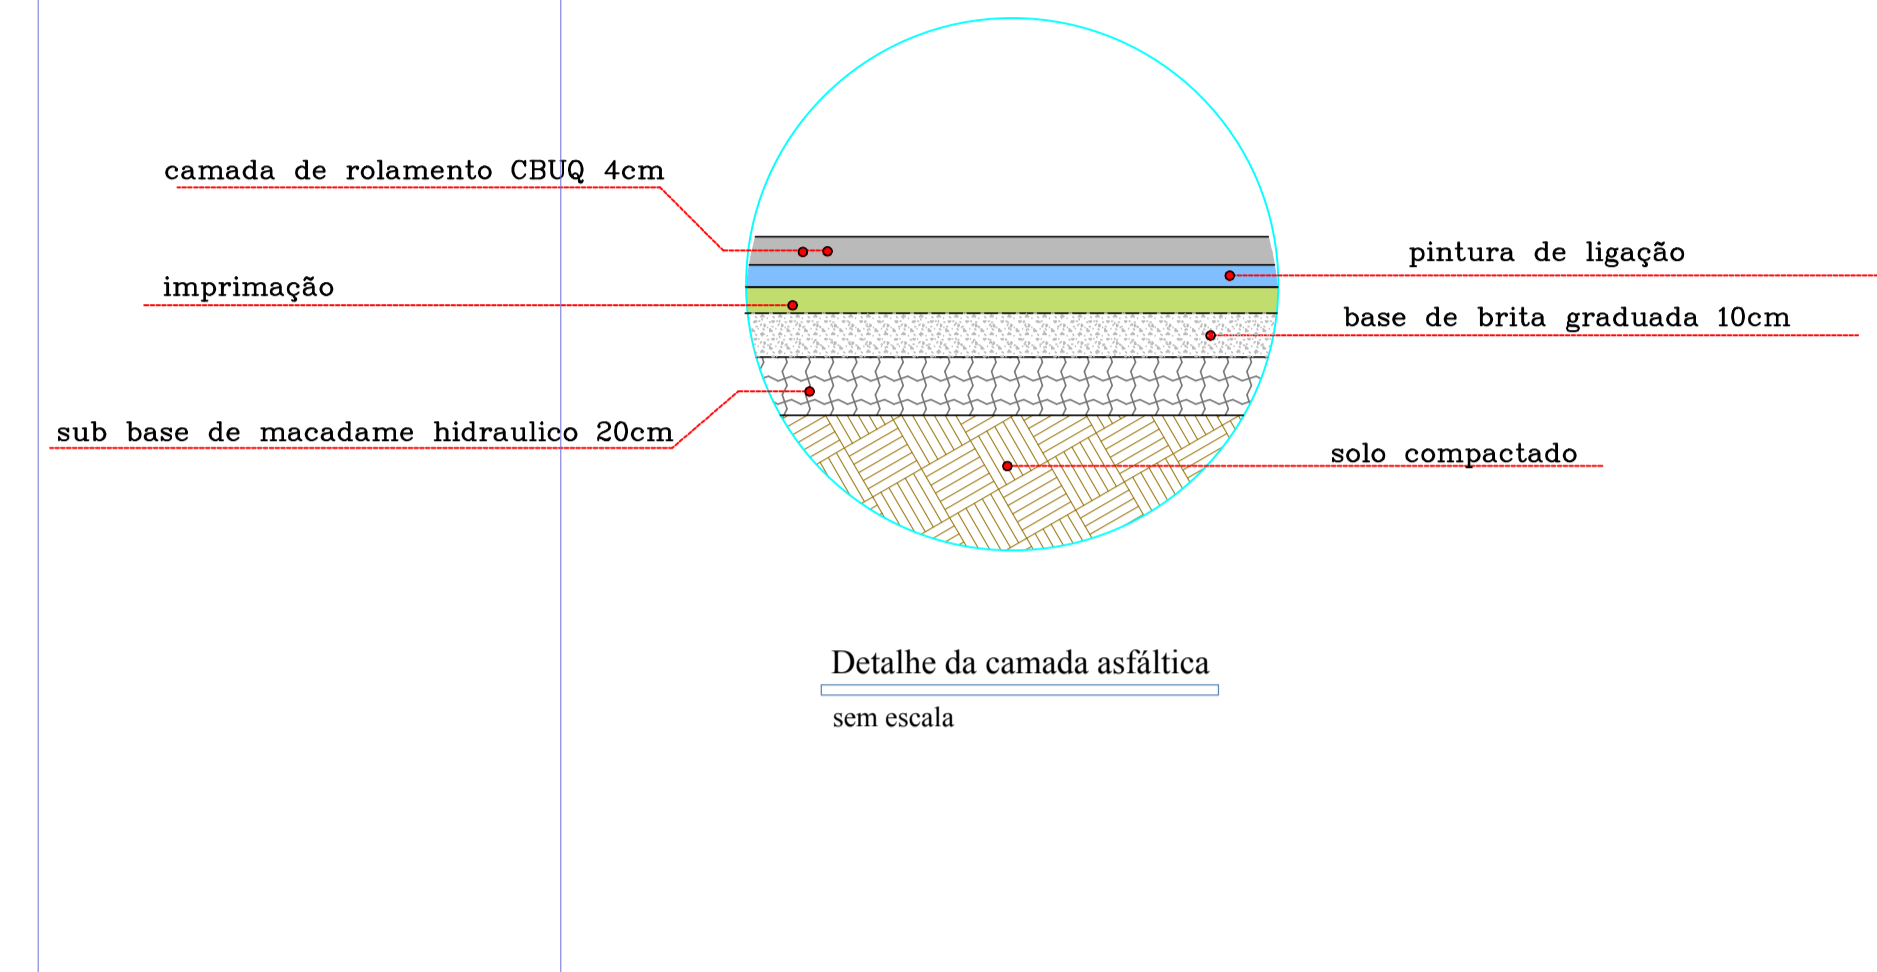 camada de rolamento CBUQ 4cm
pintura de ligação
imprimação
base de brita graduada 10cm
sub base de macadame hidraulico 20cm
solo compactado
Detalhe da camada asfáltica
sem escala